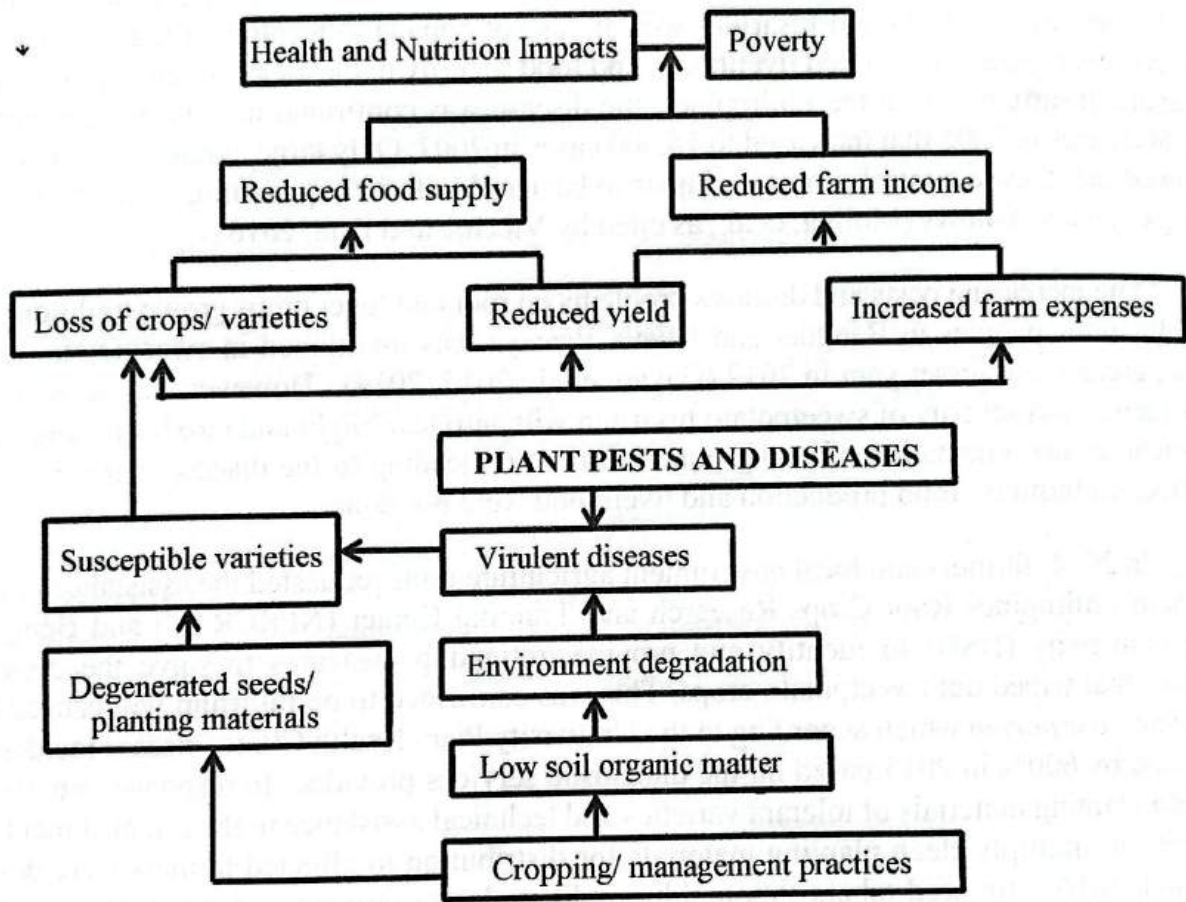 Health and Nutrition Impacts
Poverty
Reduced food supply
Reduced farm income
Loss of crops/ varieties
Reduced yield
Increased farm expenses
PLANT PESTS AND DISEASES
Susceptible varieties
Virulent diseases
Degenerated seeds/
planting materials
Environment degradation
Low soil organic matter
Cropping/ management practices